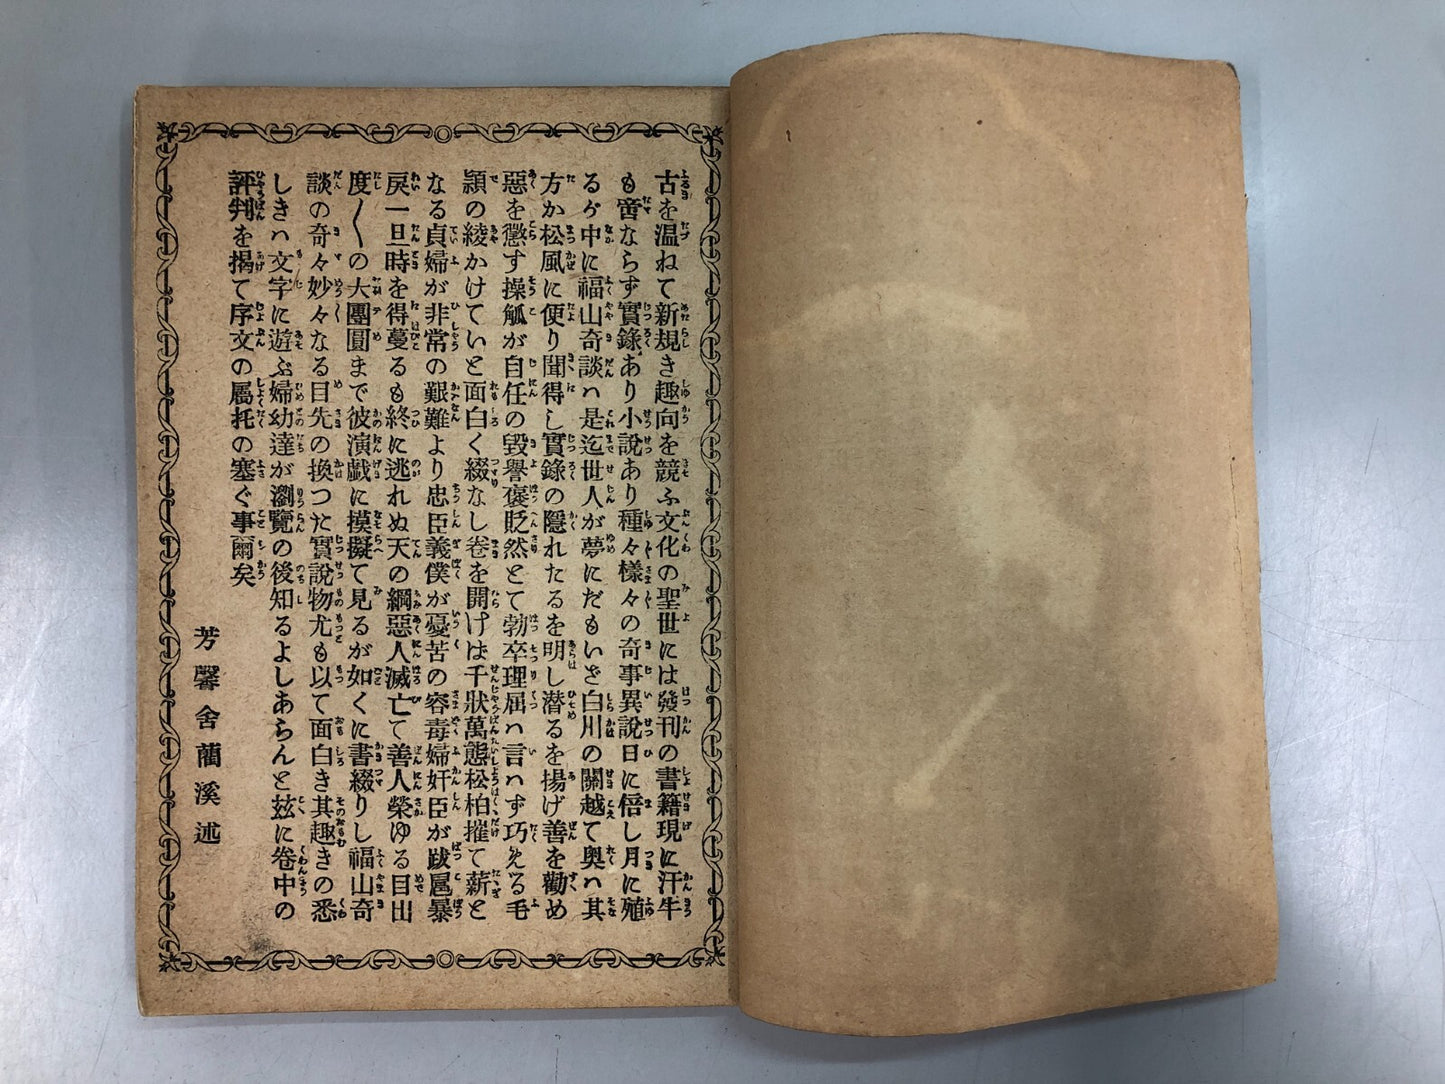 古を温ねて新規き趣向を競ふ文化の聖世には發刊の書籍現に汗牛
も啻ならず實錄あり小說あり種々樣々の奇事異說日に倍し月に殖
るゟ中に福山奇談ハ是迄世人が夢にだもいざ白川の關越て奥ハ其
方か松風に便り聞得し實錄の隱れたるを明し潜るを揚げ善を勸め
惡を懲す操觚が自任の毀譽褒貶然とて勃卒理屈ハ言ハず巧みる毛
頴の綾かけていと面白く綴なし卷を開けば千狀萬態松柏摧て薪と
なる貞婦が非常の艱難より忠臣義僕が憂苦の容毒婦奸臣が跋扈暴
戾一旦時を得蔓るも終に逃れぬ天の綱惡人滅亡て善人榮ゆる目出
度〳〵の大團圓まで彼演戯に摸擬て見るが如くに書綴りし福山奇
談の奇々妙々なる目先の換つた實說物尤も以て面白き其趣きの悉
しきハ文字に遊ぶ婦幼達が瀏覽の後知るよしあらんと玆に卷中の
評判を揭て序文の屬托の塞ぐ事爾矣
芳馨舍蘭溪述